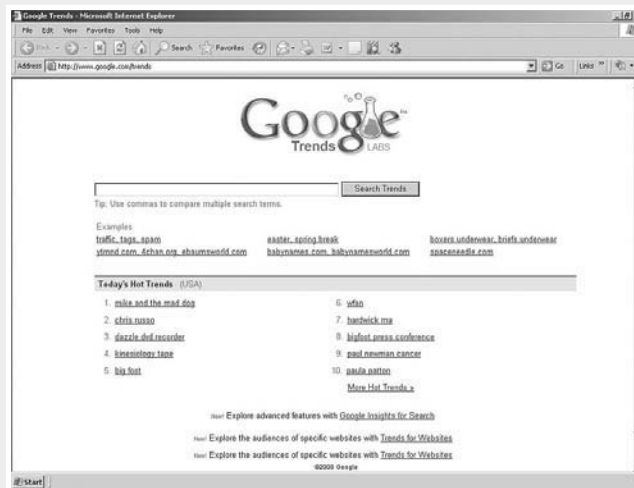 Google Trends - Microsoft Internet Explorer
File Edit View Favorites Tools Help
Back Search Favorites
Address http://www.google.com/trends Go Links »
Google™
Trends LABS
Search Trends
Tip: Use commas to compare multiple search terms.
Examples
traffic, tags, spam easter, spring break boxers underwear, briefs underwear
ytmnd.com, 4chan.org, ebaumsworld.com babynames.com, babynamesworld.com spaceneedle.com
Today's Hot Trends (USA)
1. mike and the mad dog 6. wfan
2. chris russo 7. hardwick ma
3. dazzle dvd recorder 8. bigfoot press conference
4. kinesiology tape 9. paul newman cancer
5. big foot 10. paula patton
More Hot Trends »
New! Explore advanced features with Google Insights for Search
New! Explore the audiences of specific websites with Trends for Websites
New! Explore the audiences of specific websites with Trends for Websites
©2008 Google
Start